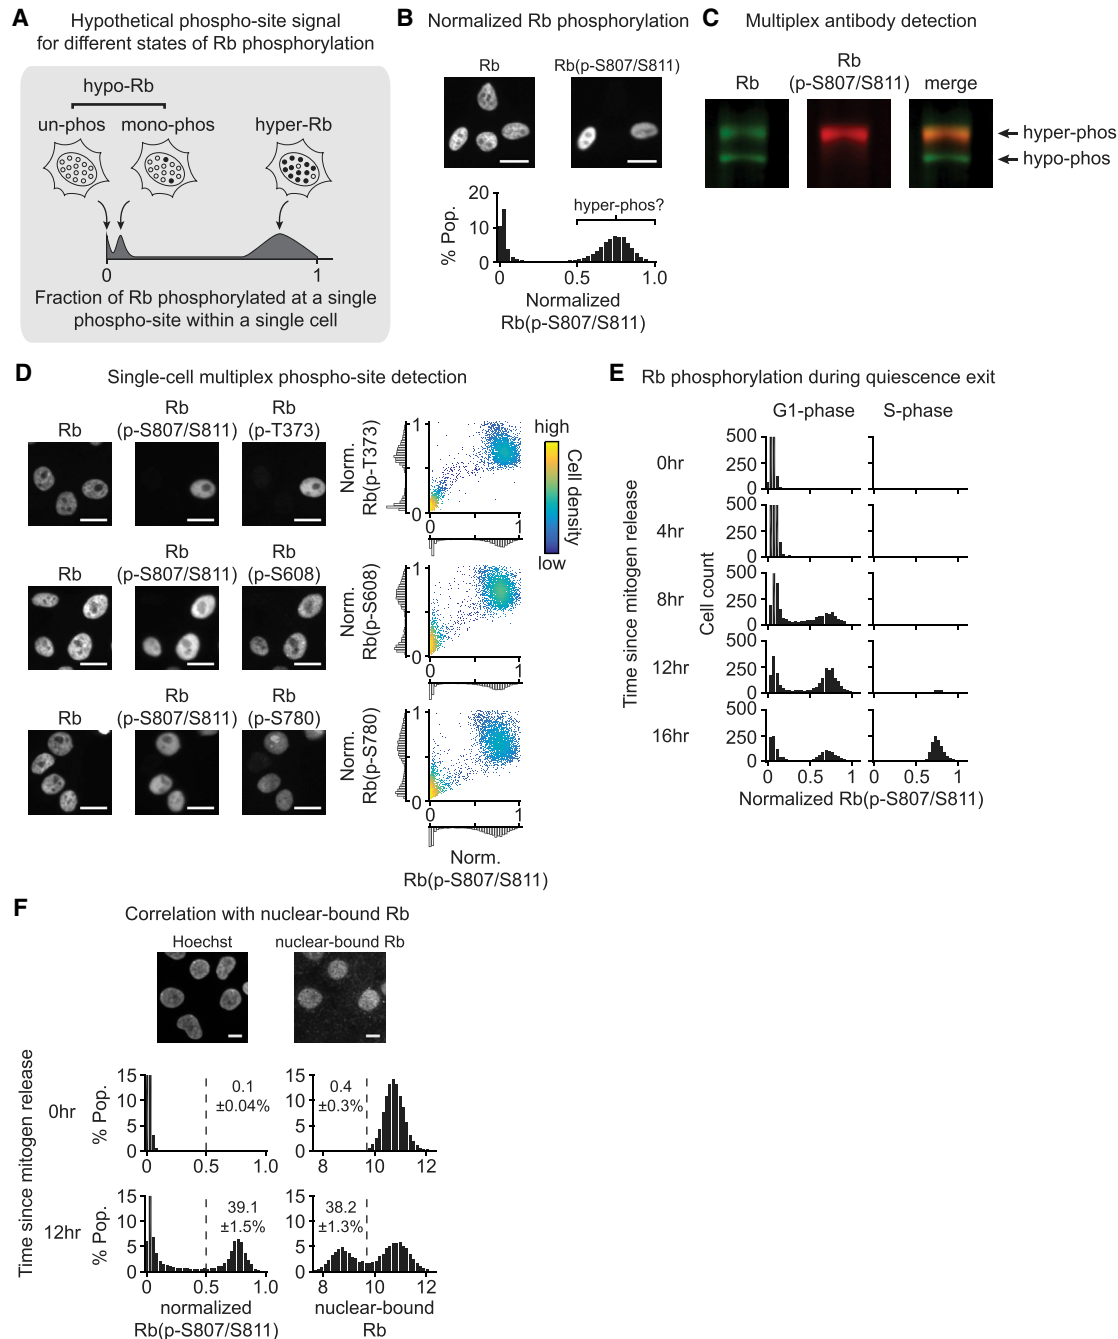 A
Hypothetical phospho-site signal
for different states of Rb phosphorylation
hypo-Rb
un-phos mono-phos hyper-Rb
0 1
Fraction of Rb phosphorylated at a single
phospho-site within a single cell
B
Normalized Rb phosphorylation
Rb Rb(p-S807/S811)
% Pop.
20
10
0
hyper-phos?
0 0.5 1.0
Normalized
Rb(p-S807/S811)
C
Multiplex antibody detection
Rb
Rb
(p-S807/S811)
merge
hyper-phos
hypo-phos
D
Single-cell multiplex phospho-site detection
Rb
Rb
(p-S807/S811)
Rb
(p-T373)
Norm.
Rb(p-T373)
1
0
0 1
high
Cell density
low
Rb
Rb
(p-S807/S811)
Rb
(p-S608)
Norm.
Rb(p-S608)
1
0
0 1
Rb
Rb
(p-S807/S811)
Rb
(p-S780)
Norm.
Rb(p-S780)
1
0
0 1
Norm.
Rb(p-S807/S811)
E
Rb phosphorylation during quiescence exit
G1-phase S-phase
Time since mitogen release
Cell count
0hr
500
250
0
4hr
500
250
0
8hr
500
250
0
12hr
500
250
0
16hr
500
250
0
0 0.5 1 0 0.5 1
Normalized Rb(p-S807/S811)
F
Correlation with nuclear-bound Rb
Hoechst nuclear-bound Rb
Time since mitogen release
0hr
% Pop.
15
10
5
0
0.1
±0.04%
0 0.5 1.0
15
10
5
0
0.4
±0.3%
8 10 12
12hr
% Pop.
15
10
5
0
39.1
±1.5%
0 0.5 1.0
normalized
Rb(p-S807/S811)
15
10
5
0
38.2
±1.3%
8 10 12
nuclear-bound
Rb